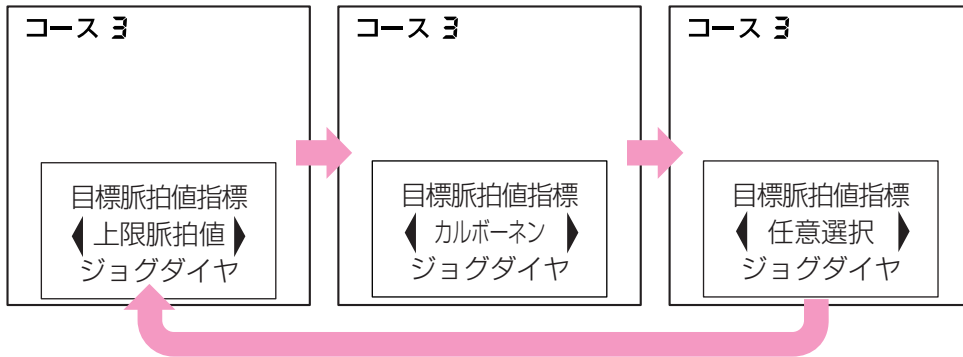 コース 3
目標脈拍値指標
上限脈拍値
ジョグダイヤ
コース 3
目標脈拍値指標
カルボーネン
ジョグダイヤ
コース 3
目標脈拍値指標
任意選択
ジョグダイヤ